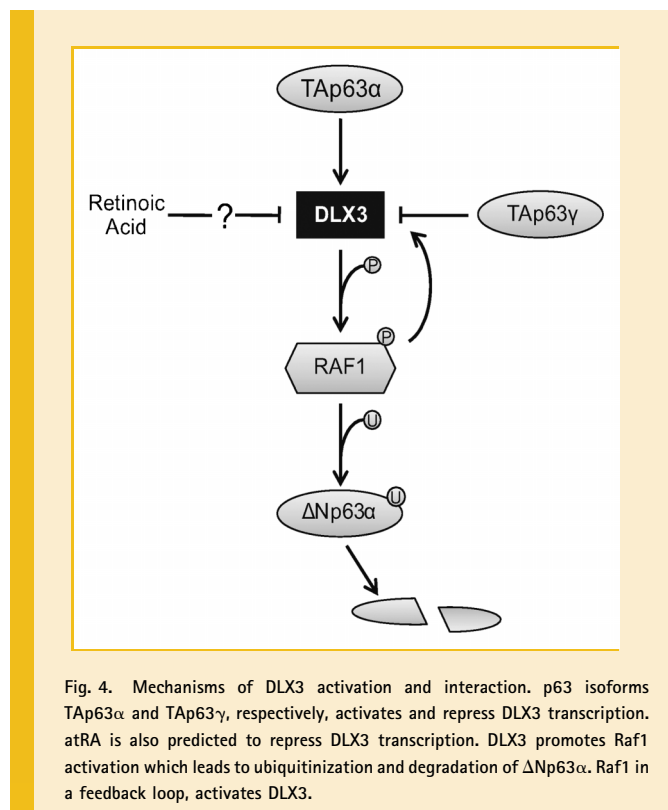 TAp63α
Retinoic
Acid
?
DLX3
TAp63γ
P
P
RAF1
U
U
ΔNp63α
Fig. 4. Mechanisms of DLX3 activation and interaction. p63 isoforms
TAp63α and TAp63γ, respectively, activates and repress DLX3 transcription.
atRA is also predicted to repress DLX3 transcription. DLX3 promotes Raf1
activation which leads to ubiquitinization and degradation of ΔNp63α. Raf1 in
a feedback loop, activates DLX3.